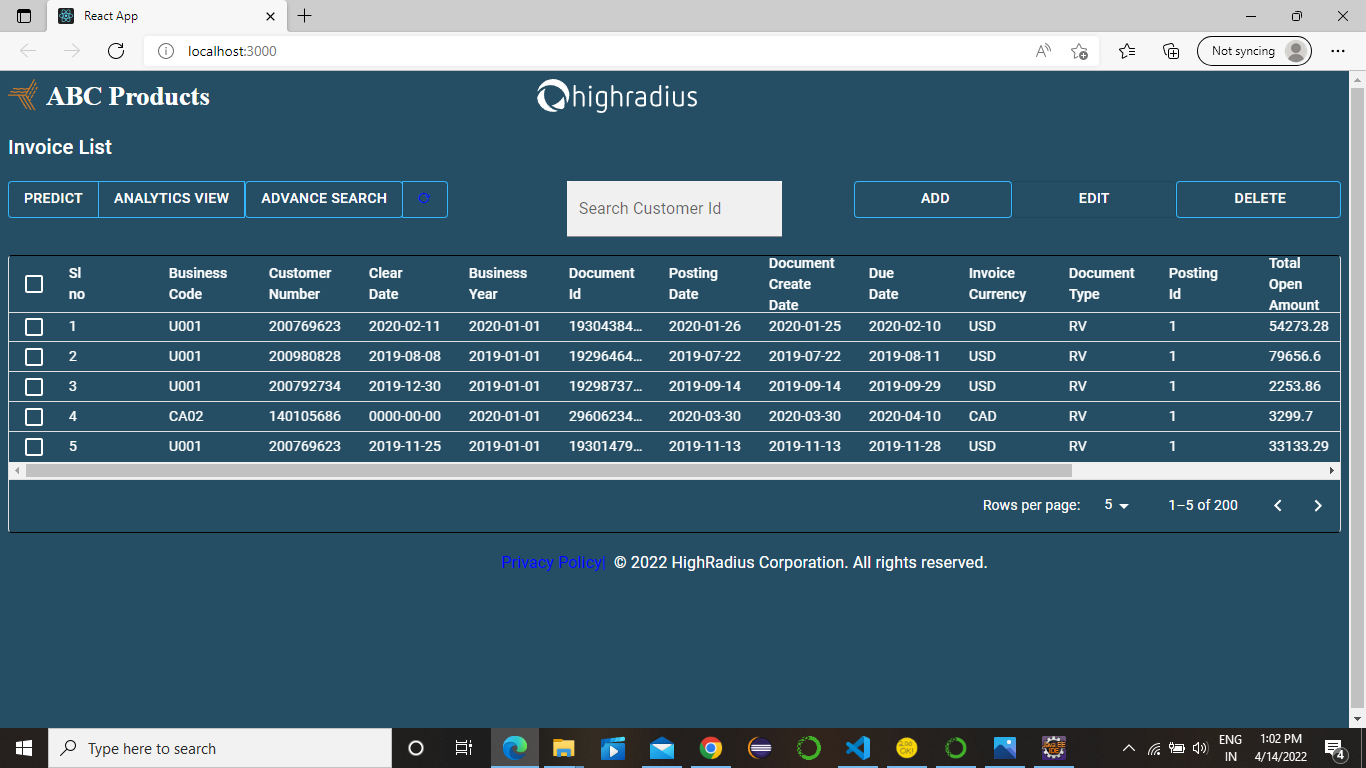 React App
localhost:3000
Not syncing
ABC Products
highradius
Invoice List
PREDICT ANALYTICS VIEW ADVANCE SEARCH
Search Customer Id
ADD EDIT DELETE
Sl no Business Code Customer Number Clear Date Business Year Document Id Posting Date Document Create Date Due Date Invoice Currency Document Type Posting Id Total Open Amount
1 U001 200769623 2020-02-11 2020-01-01 19304384... 2020-01-26 2020-01-25 2020-02-10 USD RV 1 54273.28
2 U001 200980828 2019-08-08 2019-01-01 19296464... 2019-07-22 2019-07-22 2019-08-11 USD RV 1 79656.6
3 U001 200792734 2019-12-30 2019-01-01 19298737... 2019-09-14 2019-09-14 2019-09-29 USD RV 1 2253.86
4 CA02 140105686 0000-00-00 2020-01-01 29606234... 2020-03-30 2020-03-30 2020-04-10 CAD RV 1 3299.7
5 U001 200769623 2019-11-25 2019-01-01 19301479... 2019-11-13 2019-11-13 2019-11-28 USD RV 1 33133.29
Rows per page: 5 1–5 of 200
Privacy Policy| © 2022 HighRadius Corporation. All rights reserved.
Type here to search
ENG
IN
1:02 PM
4/14/2022
4